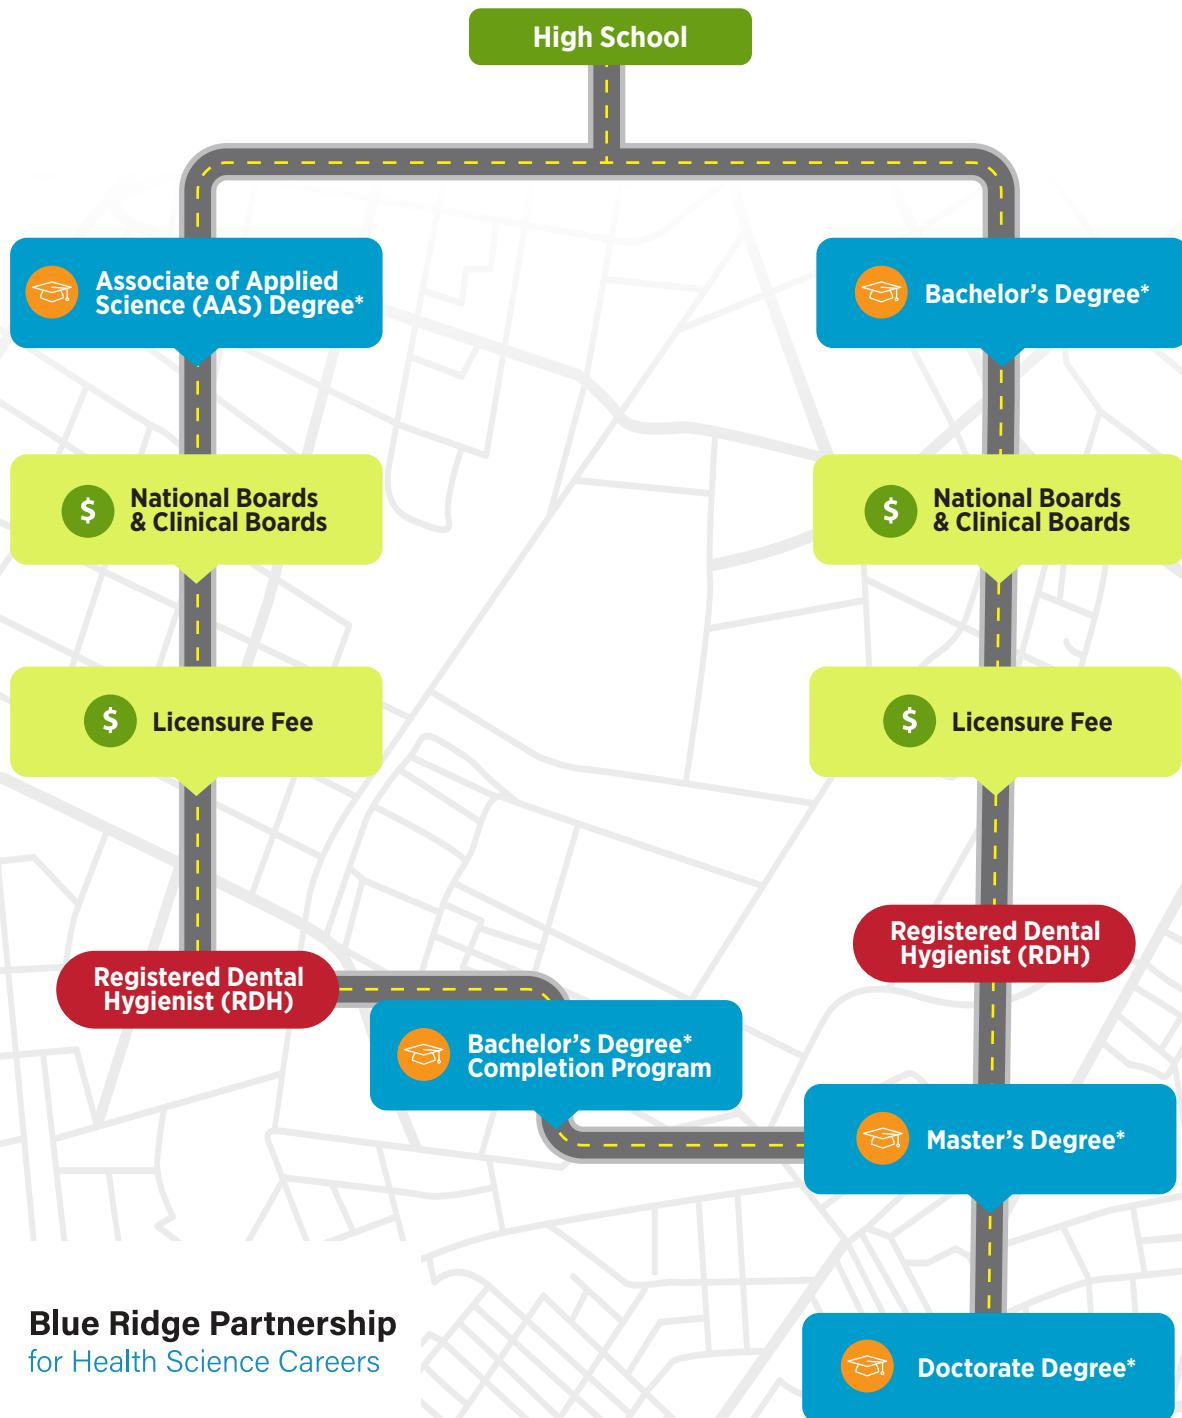 High School
Associate of Applied
Science (AAS) Degree*
Bachelor's Degree*
$ National Boards
& Clinical Boards
$ National Boards
& Clinical Boards
$ Licensure Fee
$ Licensure Fee
Registered Dental
Hygienist (RDH)
Registered Dental
Hygienist (RDH)
Bachelor's Degree*
Completion Program
Master's Degree*
Doctorate Degree*
Blue Ridge Partnership
for Health Science Careers